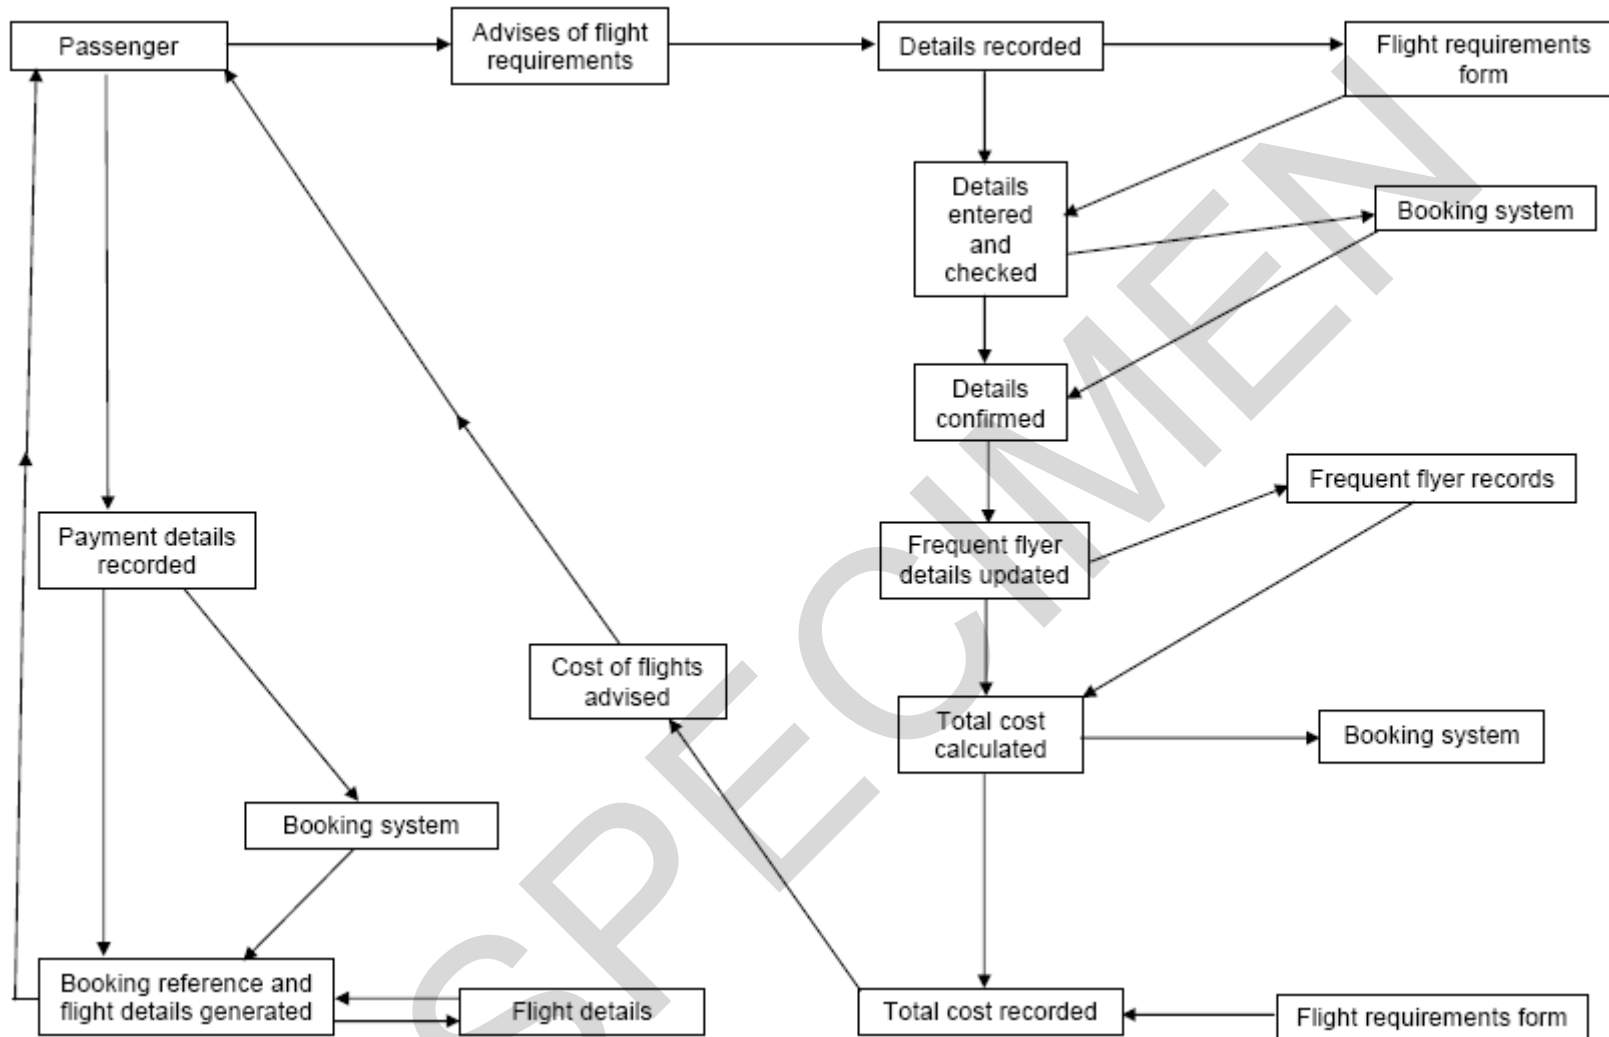 Passenger
Advises of flight
requirements
Details recorded
Flight requirements
form
Details
entered
and
checked
Booking system
Details
confirmed
Frequent flyer records
Payment details
recorded
Frequent flyer
details updated
Cost of flights
advised
Total cost
calculated
Booking system
Booking system
Booking reference and
flight details generated
Flight details
Total cost recorded
Flight requirements form
SPECIMEN